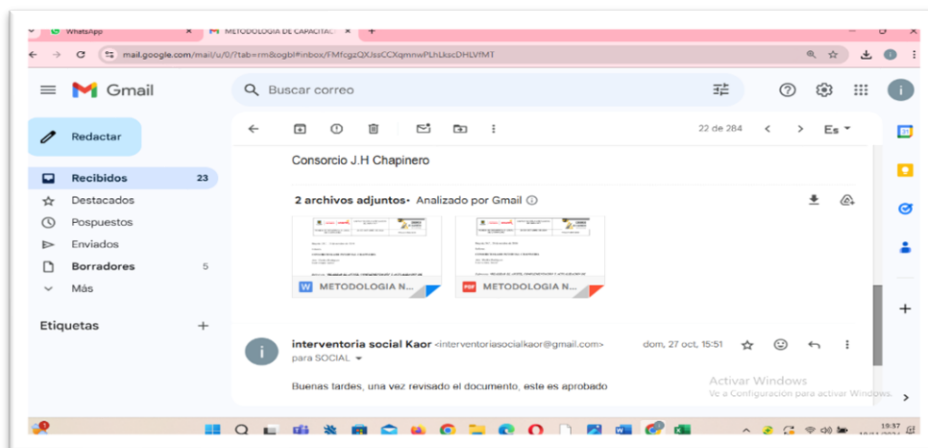 WhatsApp
METODOLOGIA DE CAPACITAC
mail.google.com/mail/u/0/?tab=rm&ogbl#inbox/FMfcgzQXJssCCXqmnwPLhLkscDHLVfMT
Gmail
Buscar correo
Redactar
22 de 284
Es
Consorcio J.H Chapinero
Recibidos 23
2 archivos adjuntos • Analizado por Gmail
Destacados
Pospuestos
Enviados
Borradores 5
W METODOLOGIA N...
PDF METODOLOGIA N...
Más
Etiquetas
interventoria social Kaor <interventoriasocialkaor@gmail.com>
dom, 27 oct, 15:51
i
para SOCIAL
Buenas tardes, una vez revisado el documento, este es aprobado
Activar Windows
Ve a Configuración para activar Windows.
19:37